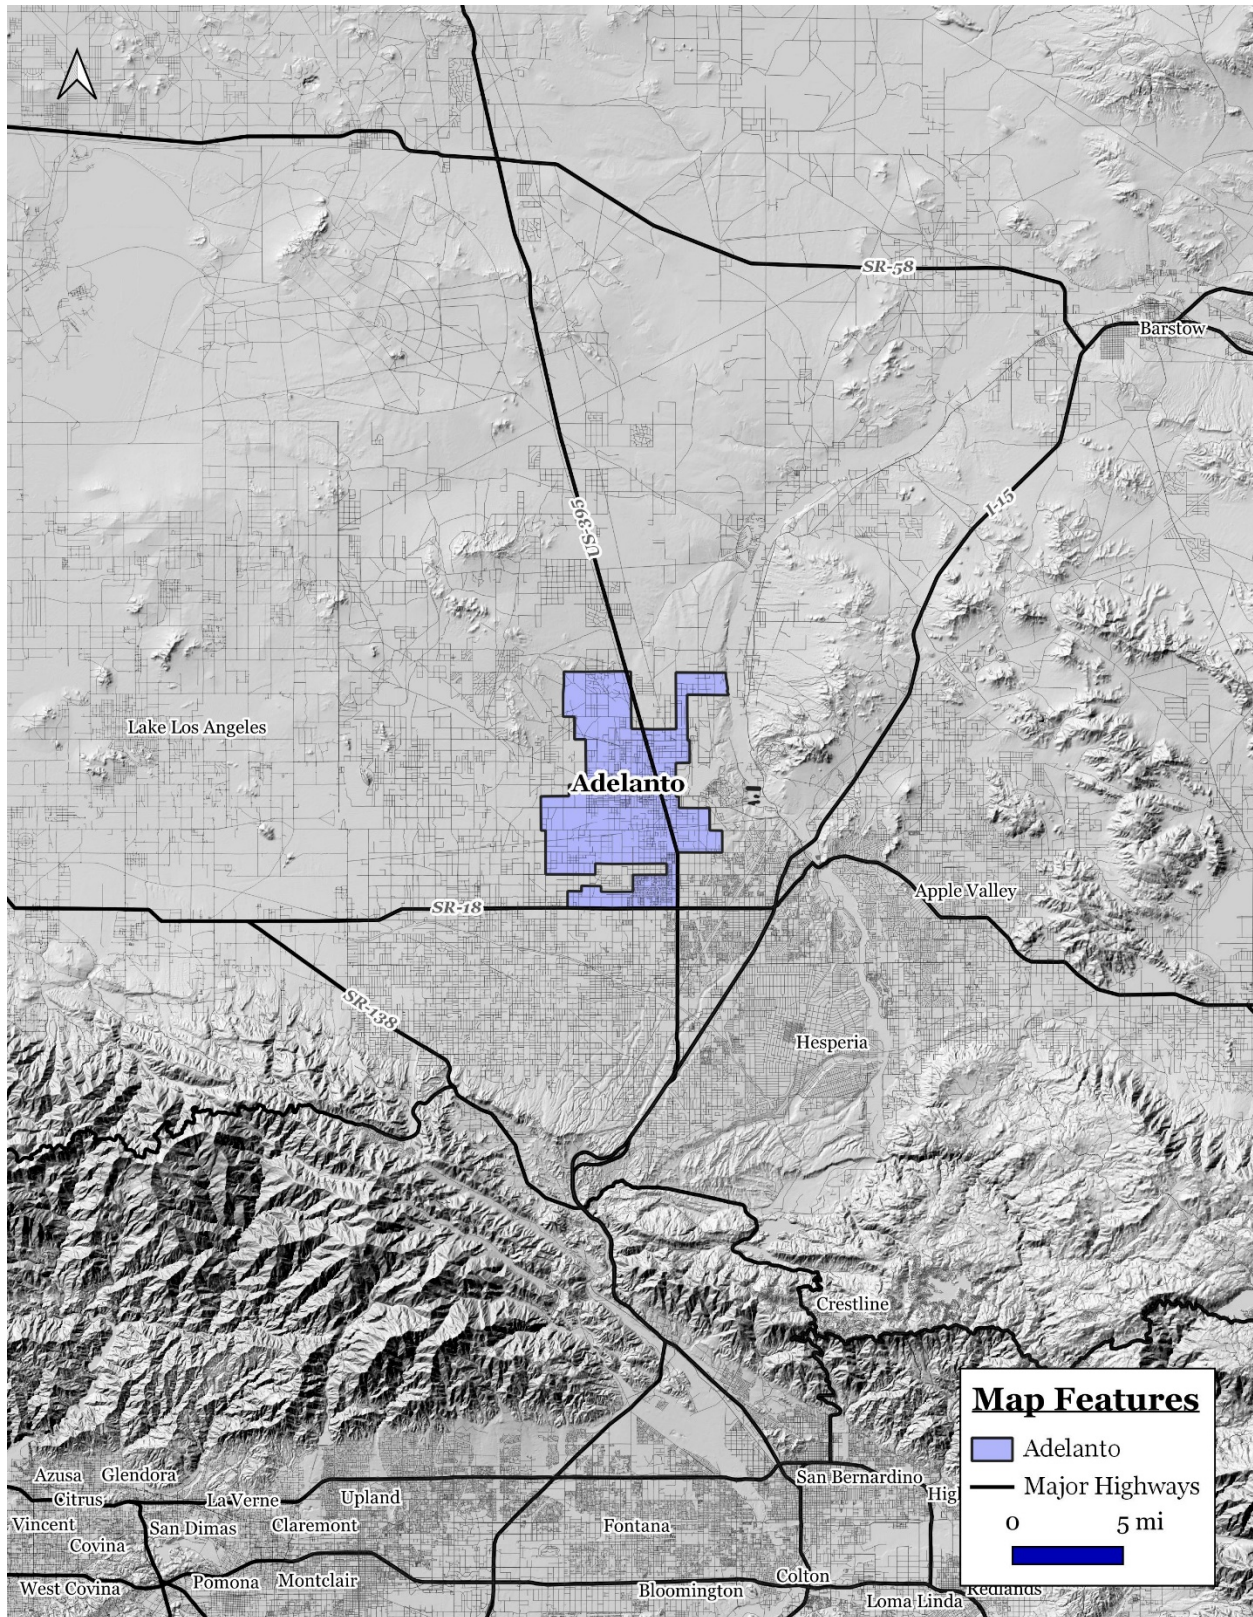 SR-58
Barstow
US-395
I-15
Lake Los Angeles
Adelanto
Apple Valley
SR-18
SR-138
Hesperia
Crestline
Map Features
Adelanto
Major Highways
0 5 mi
Azusa Glendora
San Bernardino
Citrus La Verne Upland
Hig
Vincent San Dimas Claremont Fontana
Covina
West Covina Pomona Montclair
Bloomington Colton
Loma Linda Redlands